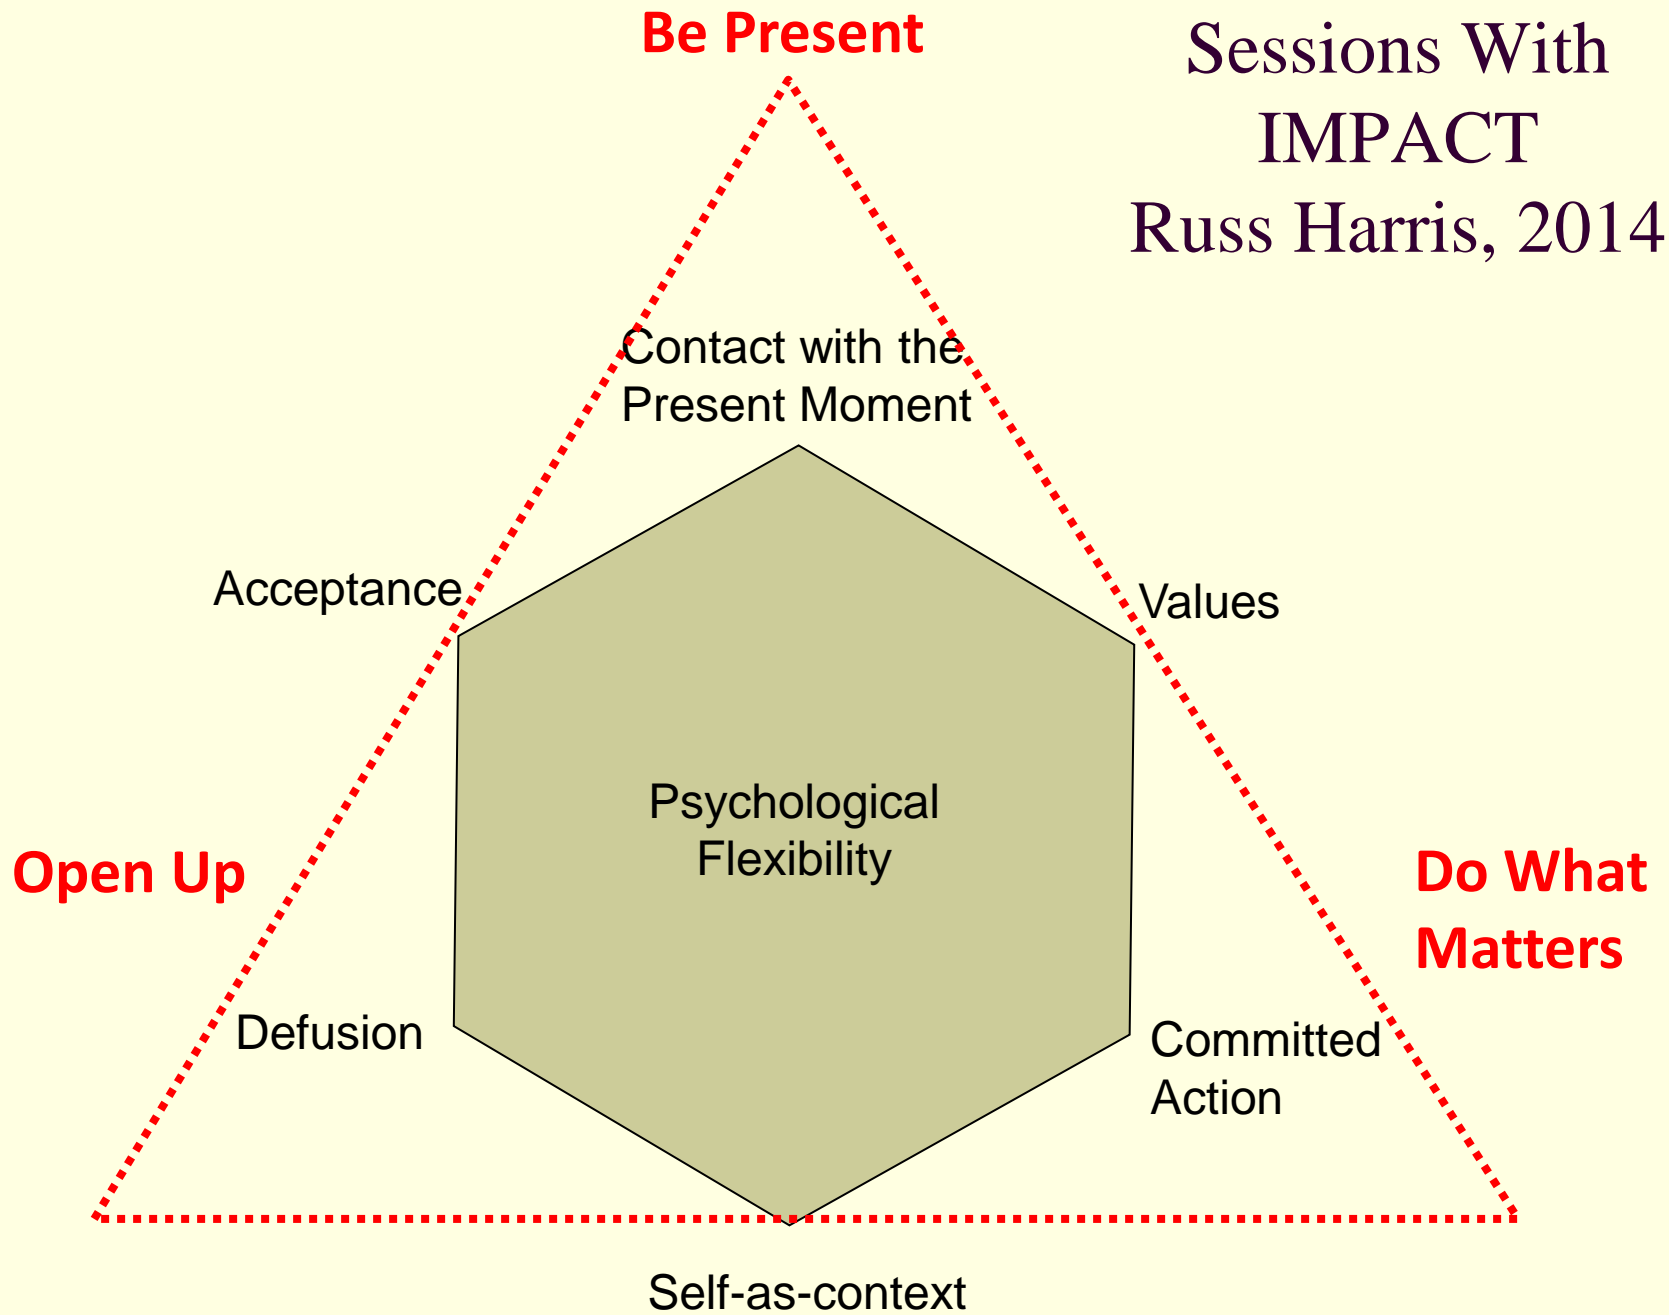 Be Present
Sessions With
IMPACT
Russ Harris, 2014
Contact with the
Present Moment
Acceptance
Values
Psychological
Flexibility
Open Up
Do What
Matters
Defusion
Committed
Action
Self-as-context